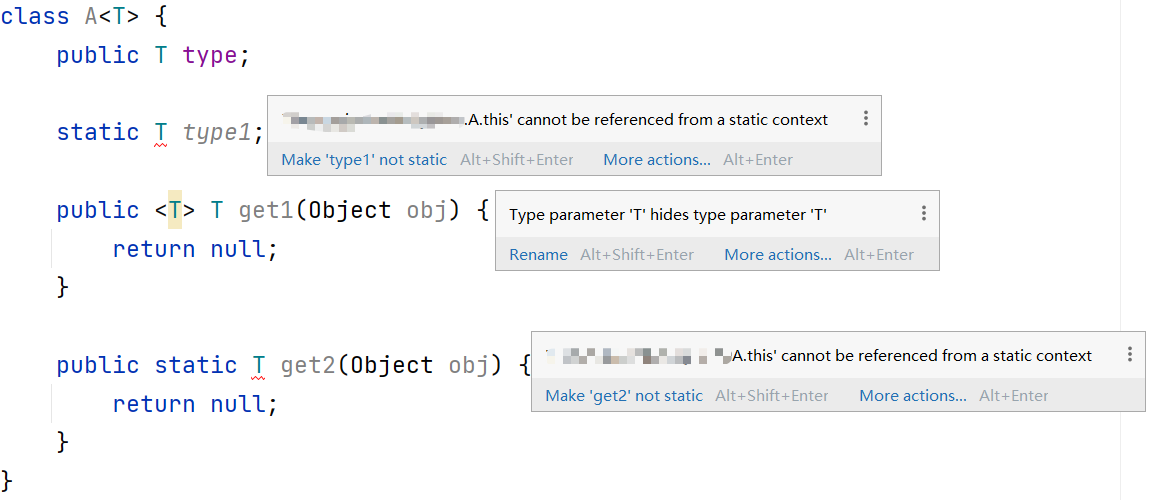 class A<T> {
public T type;
.A.this' cannot be referenced from a static context
static T type1;
Make 'type1' not static Alt+Shift+Enter More actions... Alt+Enter
public <T> T get1(Object obj) {
Type parameter 'T' hides type parameter 'T'
return null;
Rename Alt+Shift+Enter More actions... Alt+Enter
}
public static T get2(Object obj) {
A.this' cannot be referenced from a static context
return null;
Make 'get2' not static Alt+Shift+Enter More actions... Alt+Enter
}
}